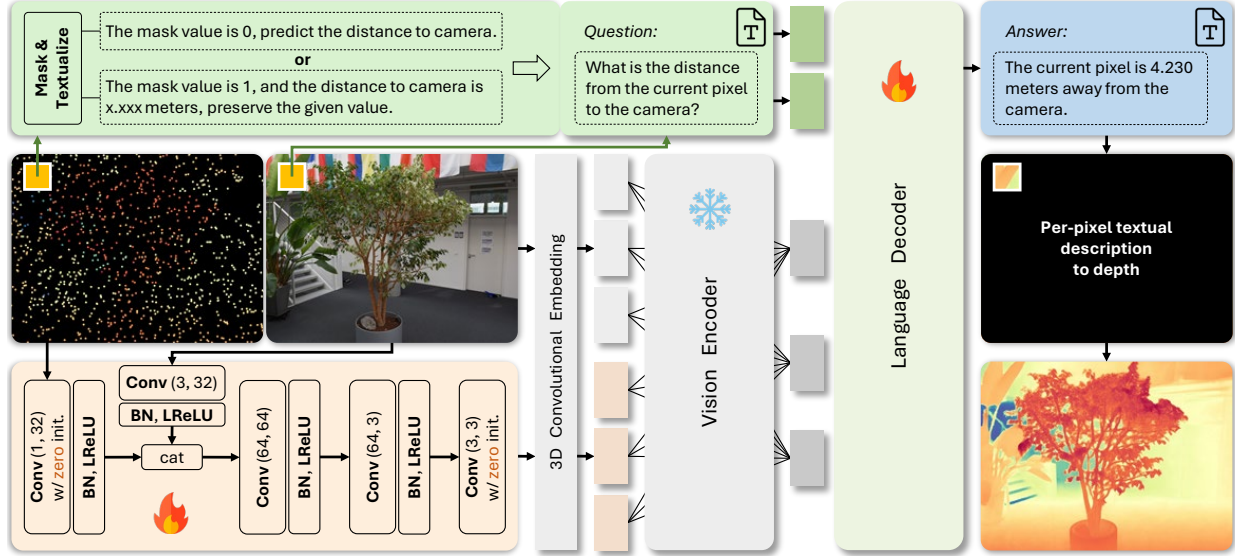 Mask &
Textualize
The mask value is 0, predict the distance to camera.
or
The mask value is 1, and the distance to camera is
x.xxx meters, preserve the given value.
Question:
T
What is the distance
from the current pixel
to the camera?
Answer:
T
The current pixel is 4.230
meters away from the
camera.
Conv (1, 32)
w/ zero init.
BN, LReLU
Conv (3, 32)
BN, LReLU
cat
Conv (64, 64)
BN, LReLU
Conv (64, 3)
BN, LReLU
Conv (3, 3)
w/ zero init.
3D Convolutional Embedding
Vision Encoder
Language Decoder
Per-pixel textual
description
to depth